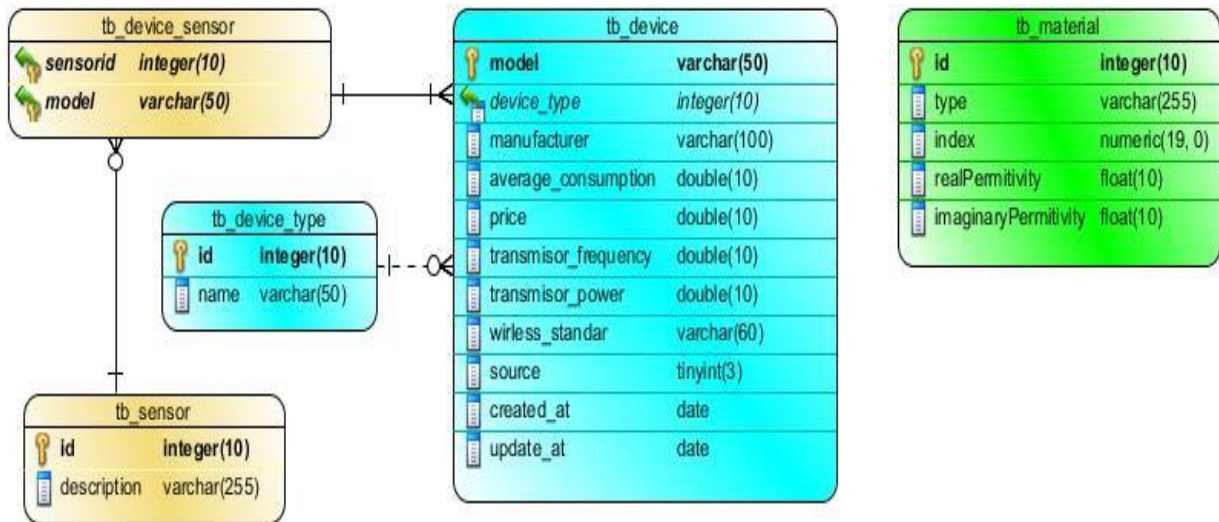 tb_device_sensor
sensorid integer(10)
model varchar(50)
tb_device
model varchar(50)
device_type integer(10)
manufacturer varchar(100)
average_consumption double(10)
price double(10)
transmisor_frequency double(10)
transmisor_power double(10)
wirless_standar varchar(60)
source tinyint(3)
created_at date
update_at date
tb_material
id integer(10)
type varchar(255)
index numeric(19, 0)
realPermitivity float(10)
imaginaryPermitivity float(10)
tb_device_type
id integer(10)
name varchar(50)
tb_sensor
id integer(10)
description varchar(255)